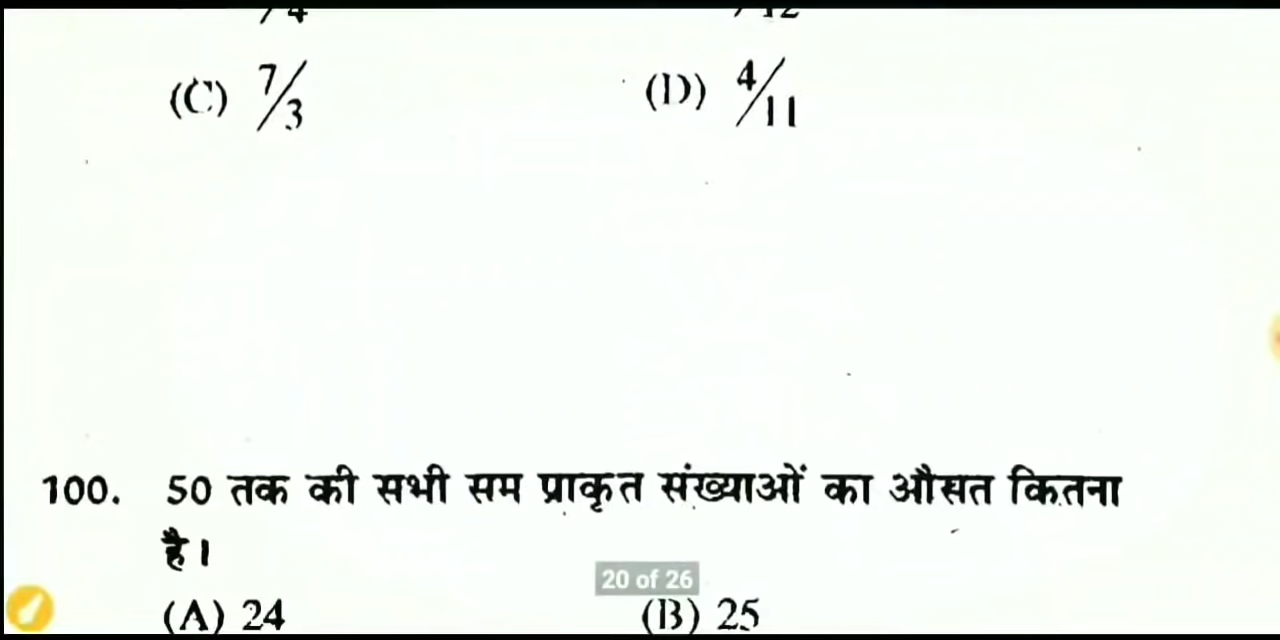 (C) 7/3 (D) 4/11
100. 50 तक की सभी सम प्राकृत संख्याओं का औसत कितना
है।
20 of 26
(A) 24 (B) 25